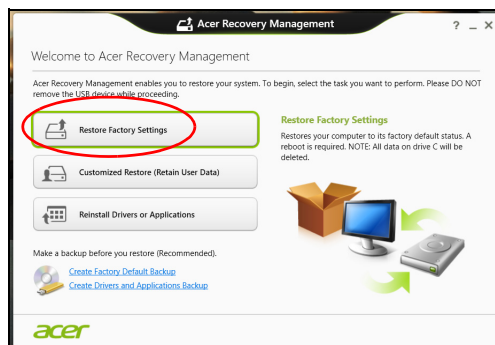 Acer Recovery Management
Welcome to Acer Recovery Management
Acer Recovery Management enables you to restore your system. To begin, select the task you want to perform. Please DO NOT
remove the USB device while proceeding.
Restore Factory Settings
Customized Restore (Retain User Data)
Reinstall Drivers or Applications
Restore Factory Settings
Restores your computer to its factory default status. A
reboot is required. NOTE: All data on drive C will be
deleted.
Make a backup before you restore (Recommended).
Create Factory Default Backup
Create Drivers and Applications Backup
acer